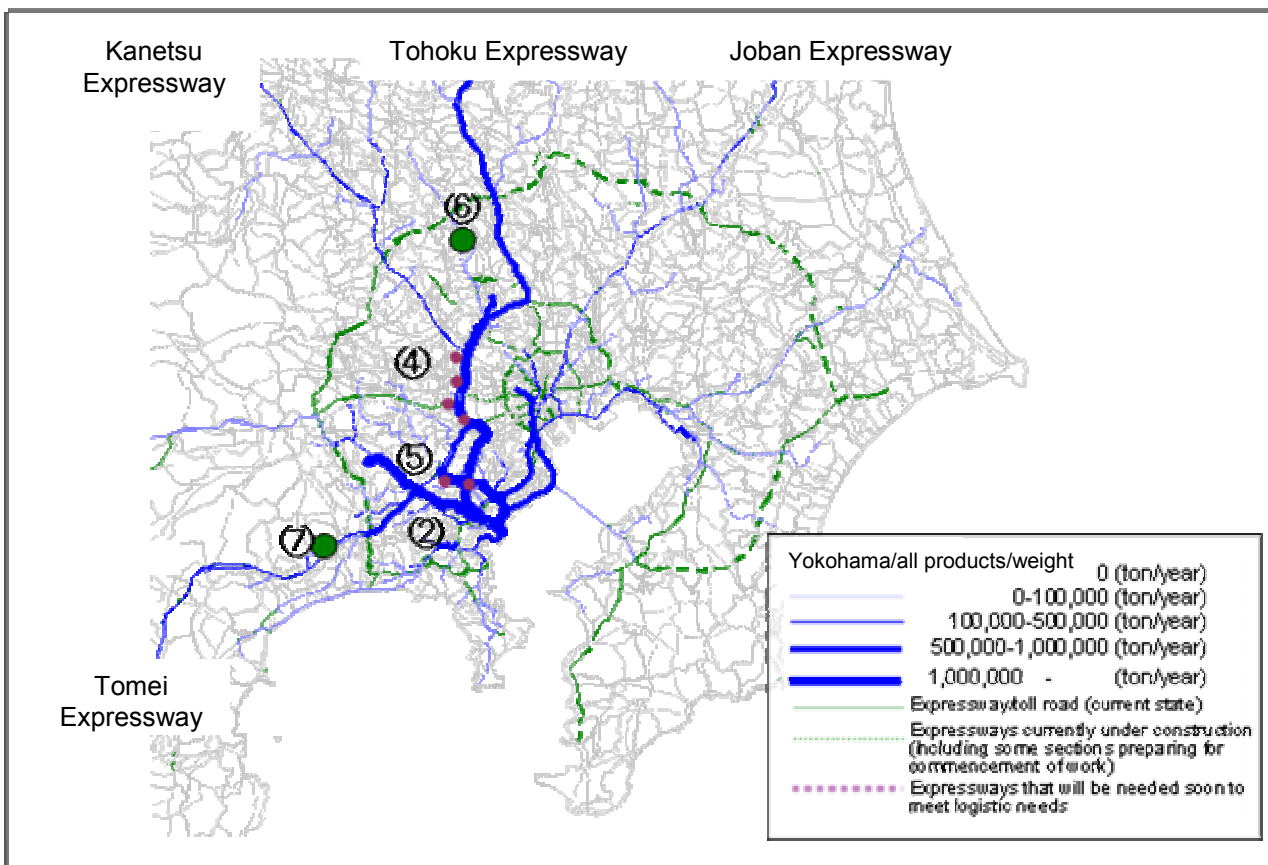 Kanetsu
Expressway
Tohoku Expressway
Joban Expressway
⑥
④
⑤
②
⑦
Tomei
Expressway
Yokohama/all products/weight
0 (ton/year)
0-100,000 (ton/year)
100,000-500,000 (ton/year)
500,000-1,000,000 (ton/year)
1,000,000 - (ton/year)
Expressway/toll road (current state)
Expressways currently under construction
(including some sections preparing for
commencement of work)
Expressways that will be needed soon to
meet logistic needs